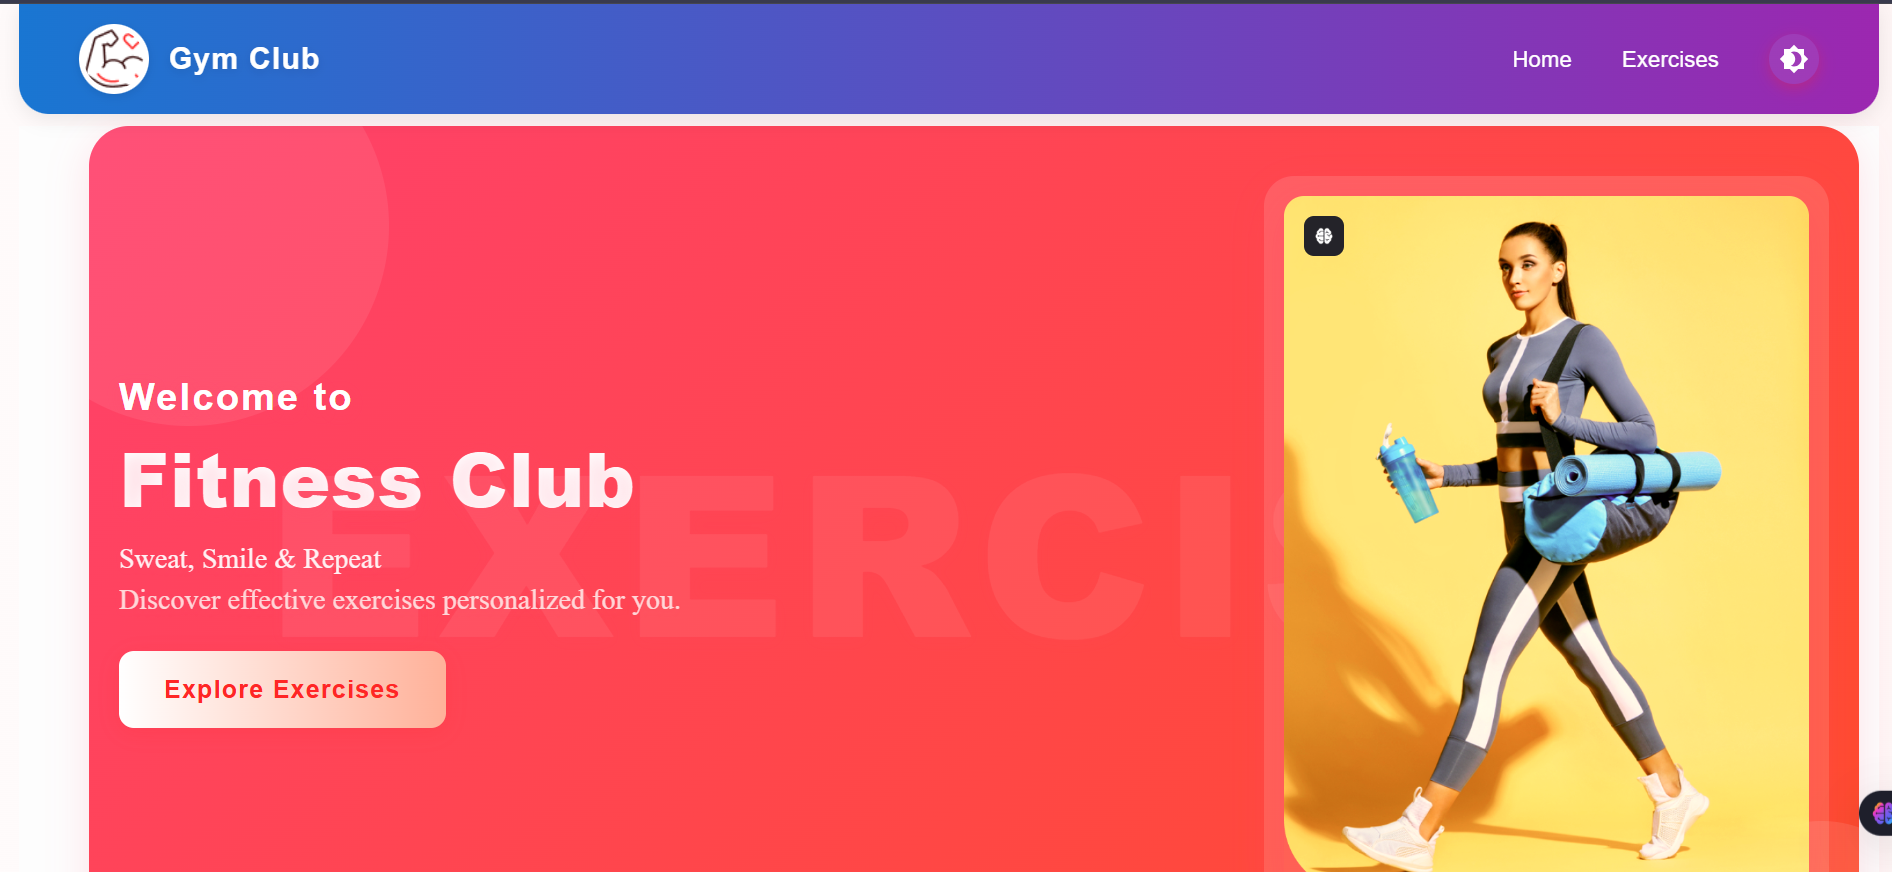 Gym Club
Home
Exercises
Welcome to
Fitness Club
Sweat, Smile & Repeat
Discover effective exercises personalized for you.
EXERCIS
Explore Exercises